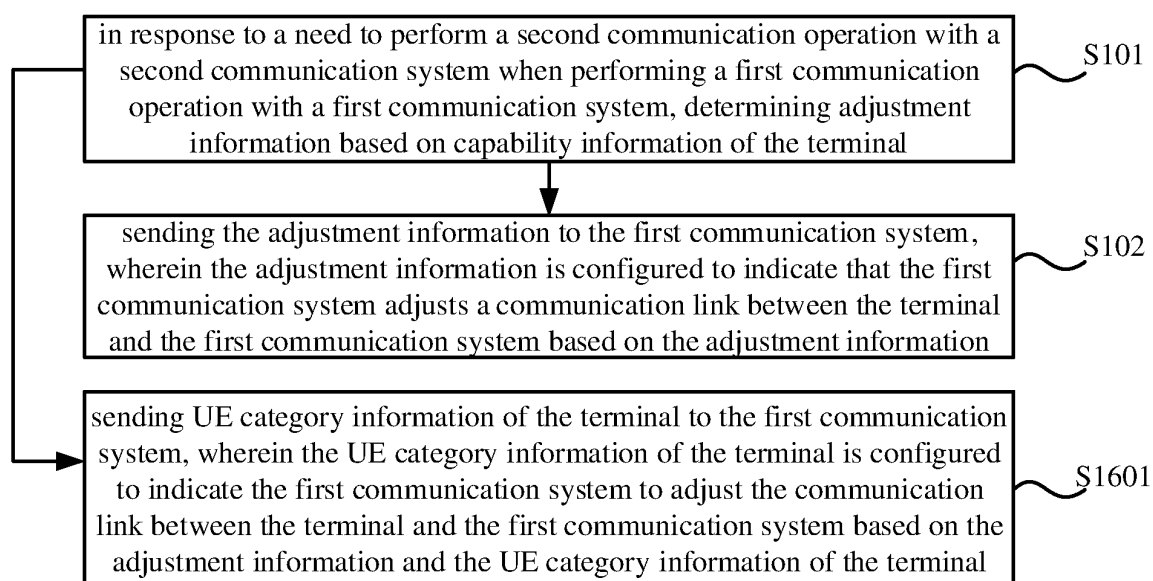 in response to a need to perform a second communication operation with a
second communication system when performing a first communication
operation with a first communication system, determining adjustment
information based on capability information of the terminal
S101
sending the adjustment information to the first communication system,
wherein the adjustment information is configured to indicate that the first
communication system adjusts a communication link between the terminal
and the first communication system based on the adjustment information
S102
sending UE category information of the terminal to the first communication
system, wherein the UE category information of the terminal is configured
to indicate the first communication system to adjust the communication
link between the terminal and the first communication system based on the
adjustment information and the UE category information of the terminal
S1601